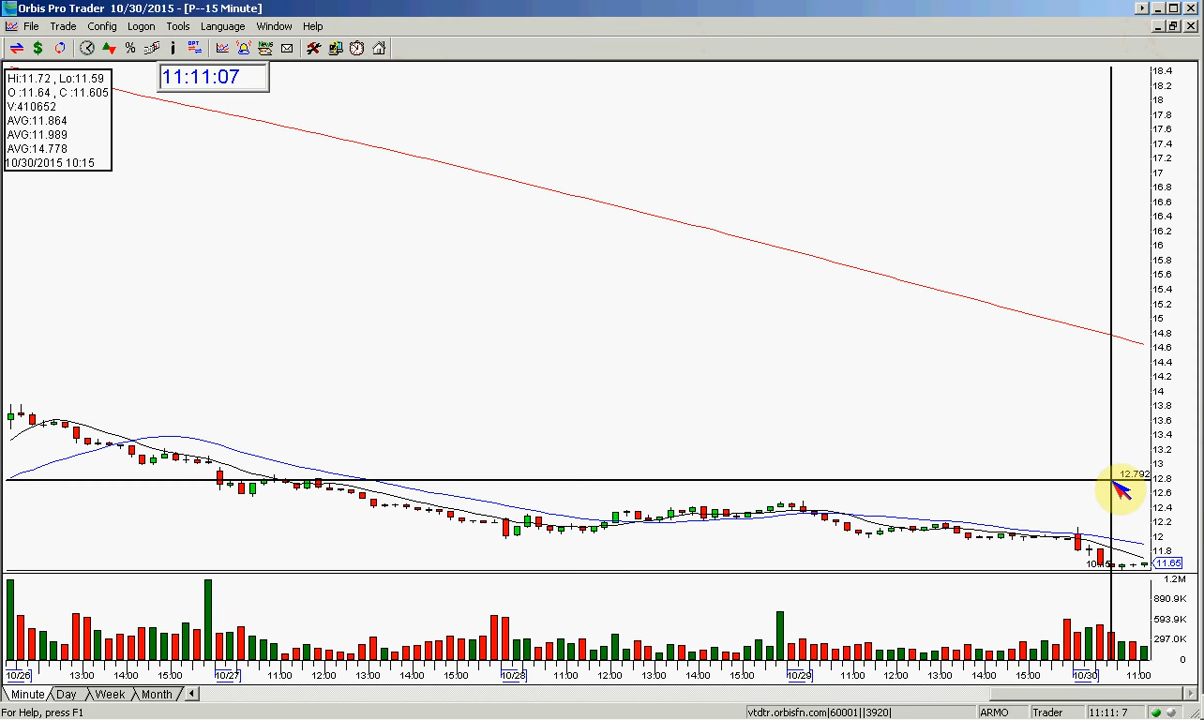 Orbis Pro Trader 10/30/2015 - [P--15 Minute]
File Trade Config Logon Tools Language Window Help
Hi:11.72 , Lo:11.59
O :11.64 , C :11.605
V:410652
AVG:11.864
AVG:11.989
AVG:14.778
10/30/2015 10:15
11:11:07
18.4
18.2
18
17.8
17.6
17.4
17.2
17
16.8
16.6
16.4
16.2
16
15.8
15.6
15.4
15.2
15
14.8
14.6
14.4
14.2
14
13.8
13.6
13.4
13.2
13
12.792
12.8
12.6
12.4
12.2
12
11.8
11.65
1.2M
890.9K
593.9K
297.0K
0
10/26 13:00 14:00 15:00 10/27 11:00 12:00 13:00 14:00 15:00 10/28 11:00 12:00 13:00 14:00 15:00 10/29 11:00 12:00 13:00 14:00 15:00 10/30 11:00
Minute Day Week Month
For Help, press F1
vtdtr.orbisfn.com|60001||3920| ARMO Trader 11:11: 7